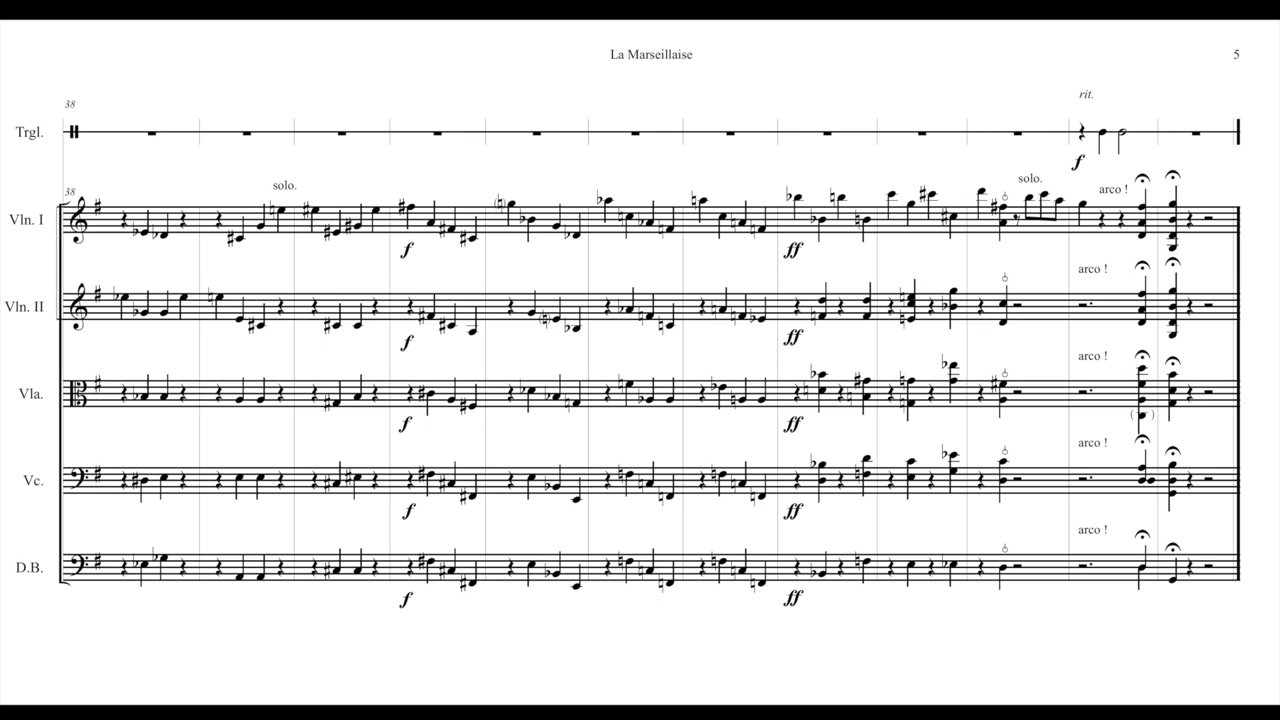 La Marseillaise
5
38
rit.
Trgl.
f
38
solo.
solo.
arco !
Vln. I
f
ff
arco !
Vln. II
f
ff
arco !
Vla.
f
ff
arco !
Vc.
f
ff
arco !
D.B.
f
ff